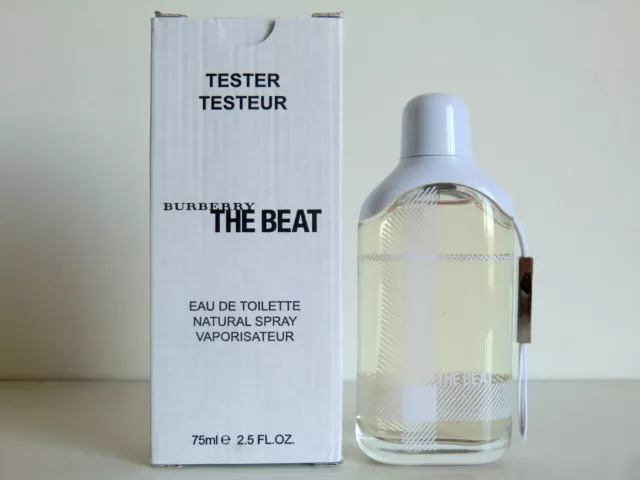 TESTER
TESTEUR
BURBERRY
THE BEAT
EAU DE TOILETTE
NATURAL SPRAY
VAPORISATEUR
75ml ℮ 2.5 FL.OZ.
THE BEAT